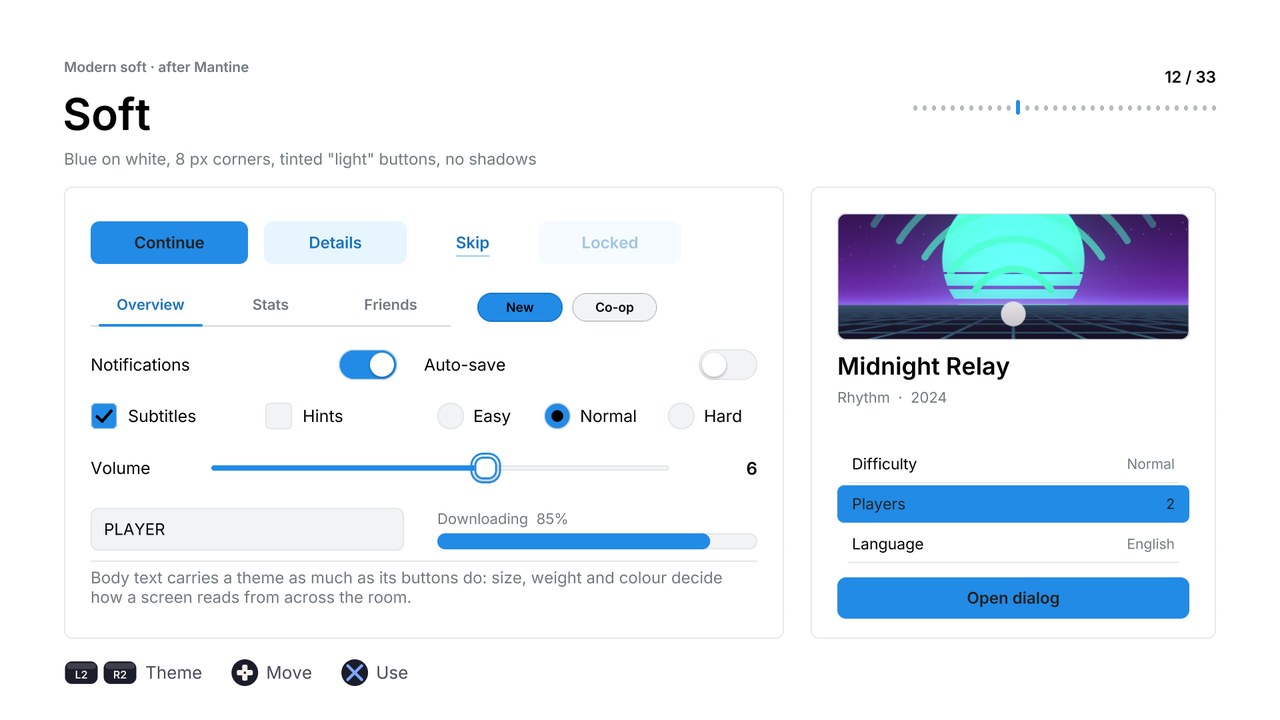 Modern soft · after Mantine
12 / 33
Soft
Blue on white, 8 px corners, tinted "light" buttons, no shadows
Continue
Details
Skip
Locked
Overview
Stats
Friends
New
Co-op
Notifications
Auto-save
Subtitles
Hints
Easy
Normal
Hard
Volume
6
PLAYER
Downloading 85%
Body text carries a theme as much as its buttons do: size, weight and colour decide
how a screen reads from across the room.
Midnight Relay
Rhythm · 2024
Difficulty
Normal
Players
2
Language
English
Open dialog
L2
R2
Theme
Move
Use